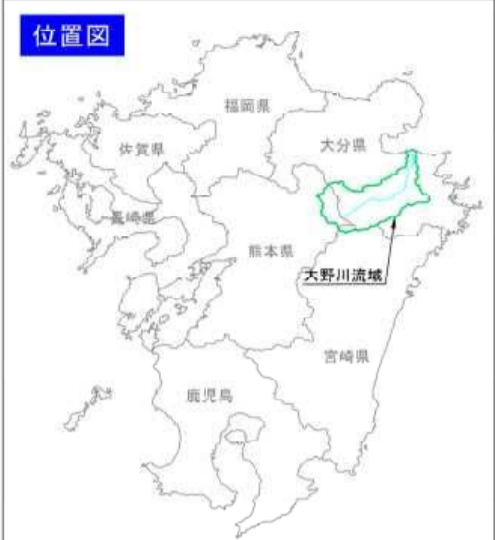 位置図
福岡県
佐賀県
大分県
長崎県
熊本県
大野川流域
宮崎県
鹿児島